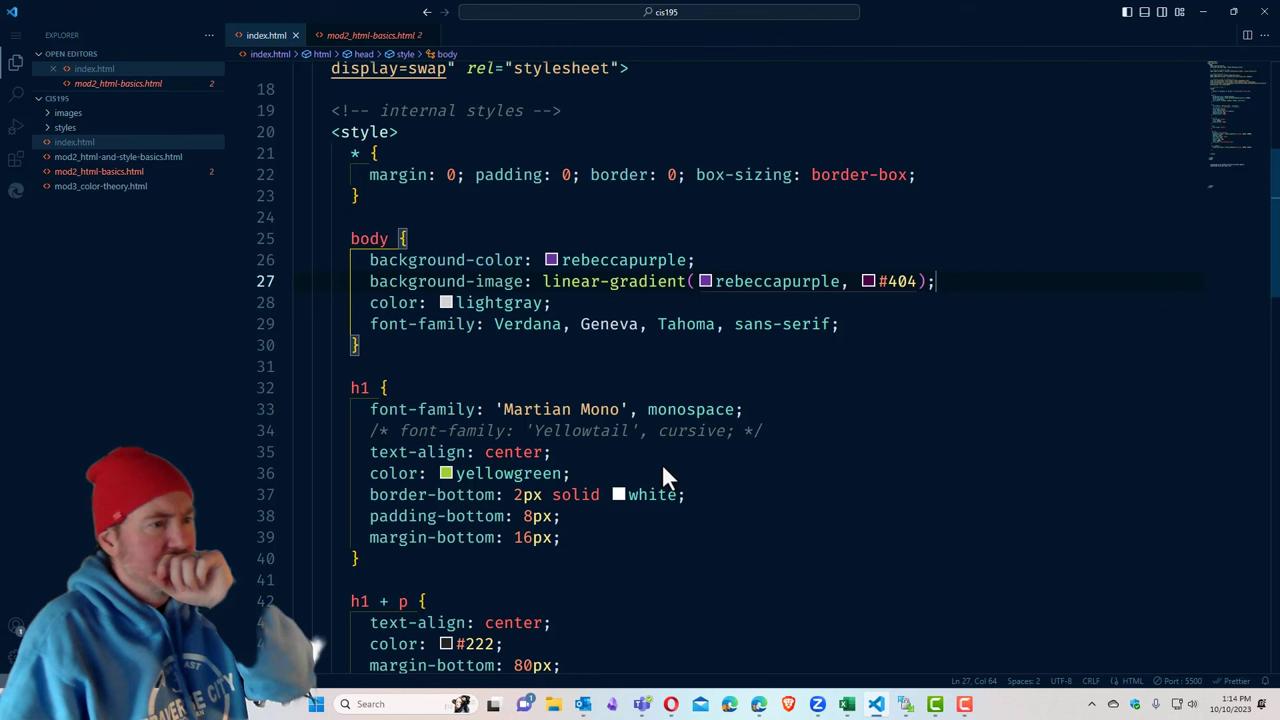 cis195
EXPLORER
index.html
mod2_html-basics.html 2
OPEN EDITORS
index.html > html > head > style > body
index.html
mod2_html-basics.html 2
CIS195
images
styles
index.html
mod2_html-and-style-basics.html
mod2_html-basics.html 2
mod3_color-theory.html
display=swap" rel="stylesheet">
18
19 <!-- internal styles -->
20 <style>
21 * {
22 margin: 0; padding: 0; border: 0; box-sizing: border-box;
23 }
24
25 body {
26 background-color: rebeccapurple;
27 background-image: linear-gradient(rebeccapurple, #404);
28 color: lightgray;
29 font-family: Verdana, Geneva, Tahoma, sans-serif;
30 }
31
32 h1 {
33 font-family: 'Martian Mono', monospace;
34 /* font-family: 'Yellowtail', cursive; */
35 text-align: center;
36 color: yellowgreen;
37 border-bottom: 2px solid white;
38 padding-bottom: 8px;
39 margin-bottom: 16px;
40 }
41
42 h1 + p {
text-align: center;
color: #222;
margin-bottom: 80px;
Ln 27, Col 64 Spaces: 2 UTF-8 CRLF HTML Port : 5500 Prettier
Search
1:14 PM
10/10/2023